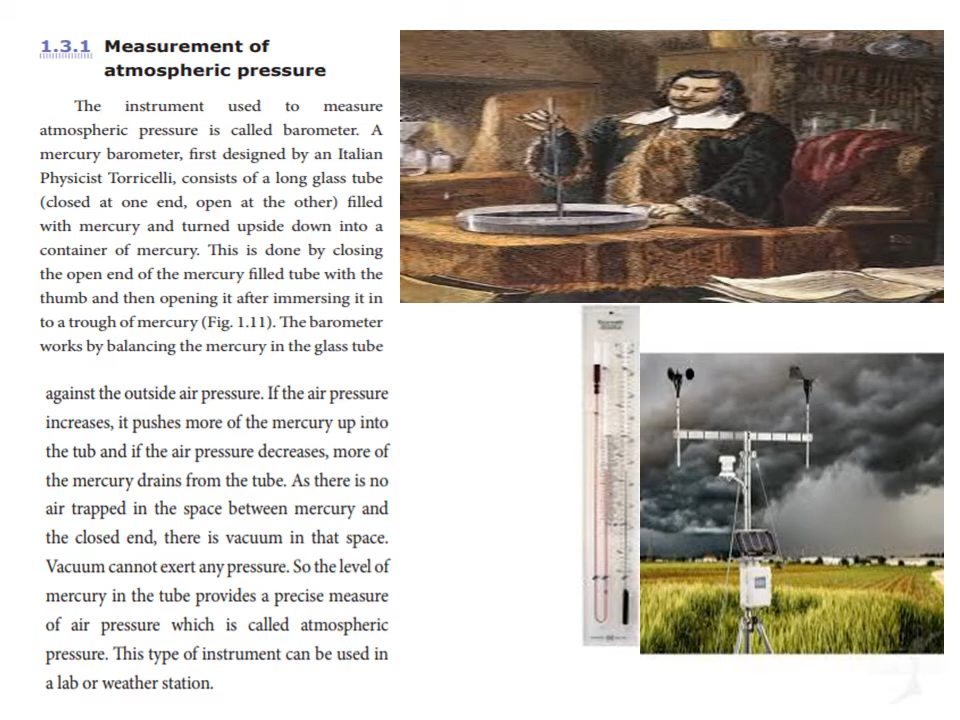 1.3.1 Measurement of
atmospheric pressure
The instrument used to measure
atmospheric pressure is called barometer. A
mercury barometer, first designed by an Italian
Physicist Torricelli, consists of a long glass tube
(closed at one end, open at the other) filled
with mercury and turned upside down into a
container of mercury. This is done by closing
the open end of the mercury filled tube with the
thumb and then opening it after immersing it in
to a trough of mercury (Fig. 1.11). The barometer
works by balancing the mercury in the glass tube
against the outside air pressure. If the air pressure
increases, it pushes more of the mercury up into
the tub and if the air pressure decreases, more of
the mercury drains from the tube. As there is no
air trapped in the space between mercury and
the closed end, there is vacuum in that space.
Vacuum cannot exert any pressure. So the level of
mercury in the tube provides a precise measure
of air pressure which is called atmospheric
pressure. This type of instrument can be used in
a lab or weather station.